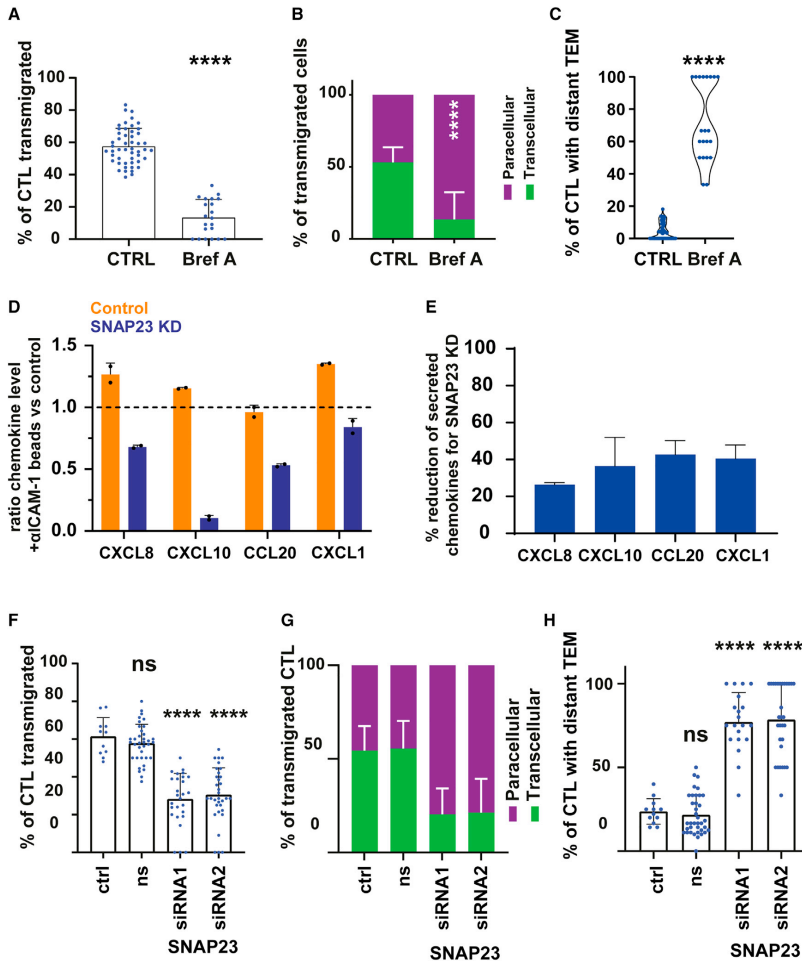 A
% of CTL transmigrated
****
100
80
60
40
20
0
CTRL
Bref A
B
% of transmigrated cells
100
50
0
****
CTRL
Bref A
Paracellular
Transcellular
C
% of CTL with distant TEM
****
100
80
60
40
20
0
CTRL
Bref A
D
Control
SNAP23 KD
ratio chemokine level
+αICAM-1 beads vs control
1.5
1.0
0.5
0.0
CXCL8
CXCL10
CCL20
CXCL1
E
% reduction of secreted
chemokines for SNAP23 KD
100
80
60
40
20
0
CXCL8
CXCL10
CCL20
CXCL1
F
% of CTL transmigrated
100
80
60
40
20
0
ns
****
****
ctrl
ns
siRNA1
siRNA2
SNAP23
G
% of transmigrated CTL
100
50
0
Paracellular
Transcellular
ctrl
ns
siRNA1
siRNA2
SNAP23
H
% of CTL with distant TEM
100
50
0
ns
****
****
ctrl
ns
siRNA1
siRNA2
SNAP23